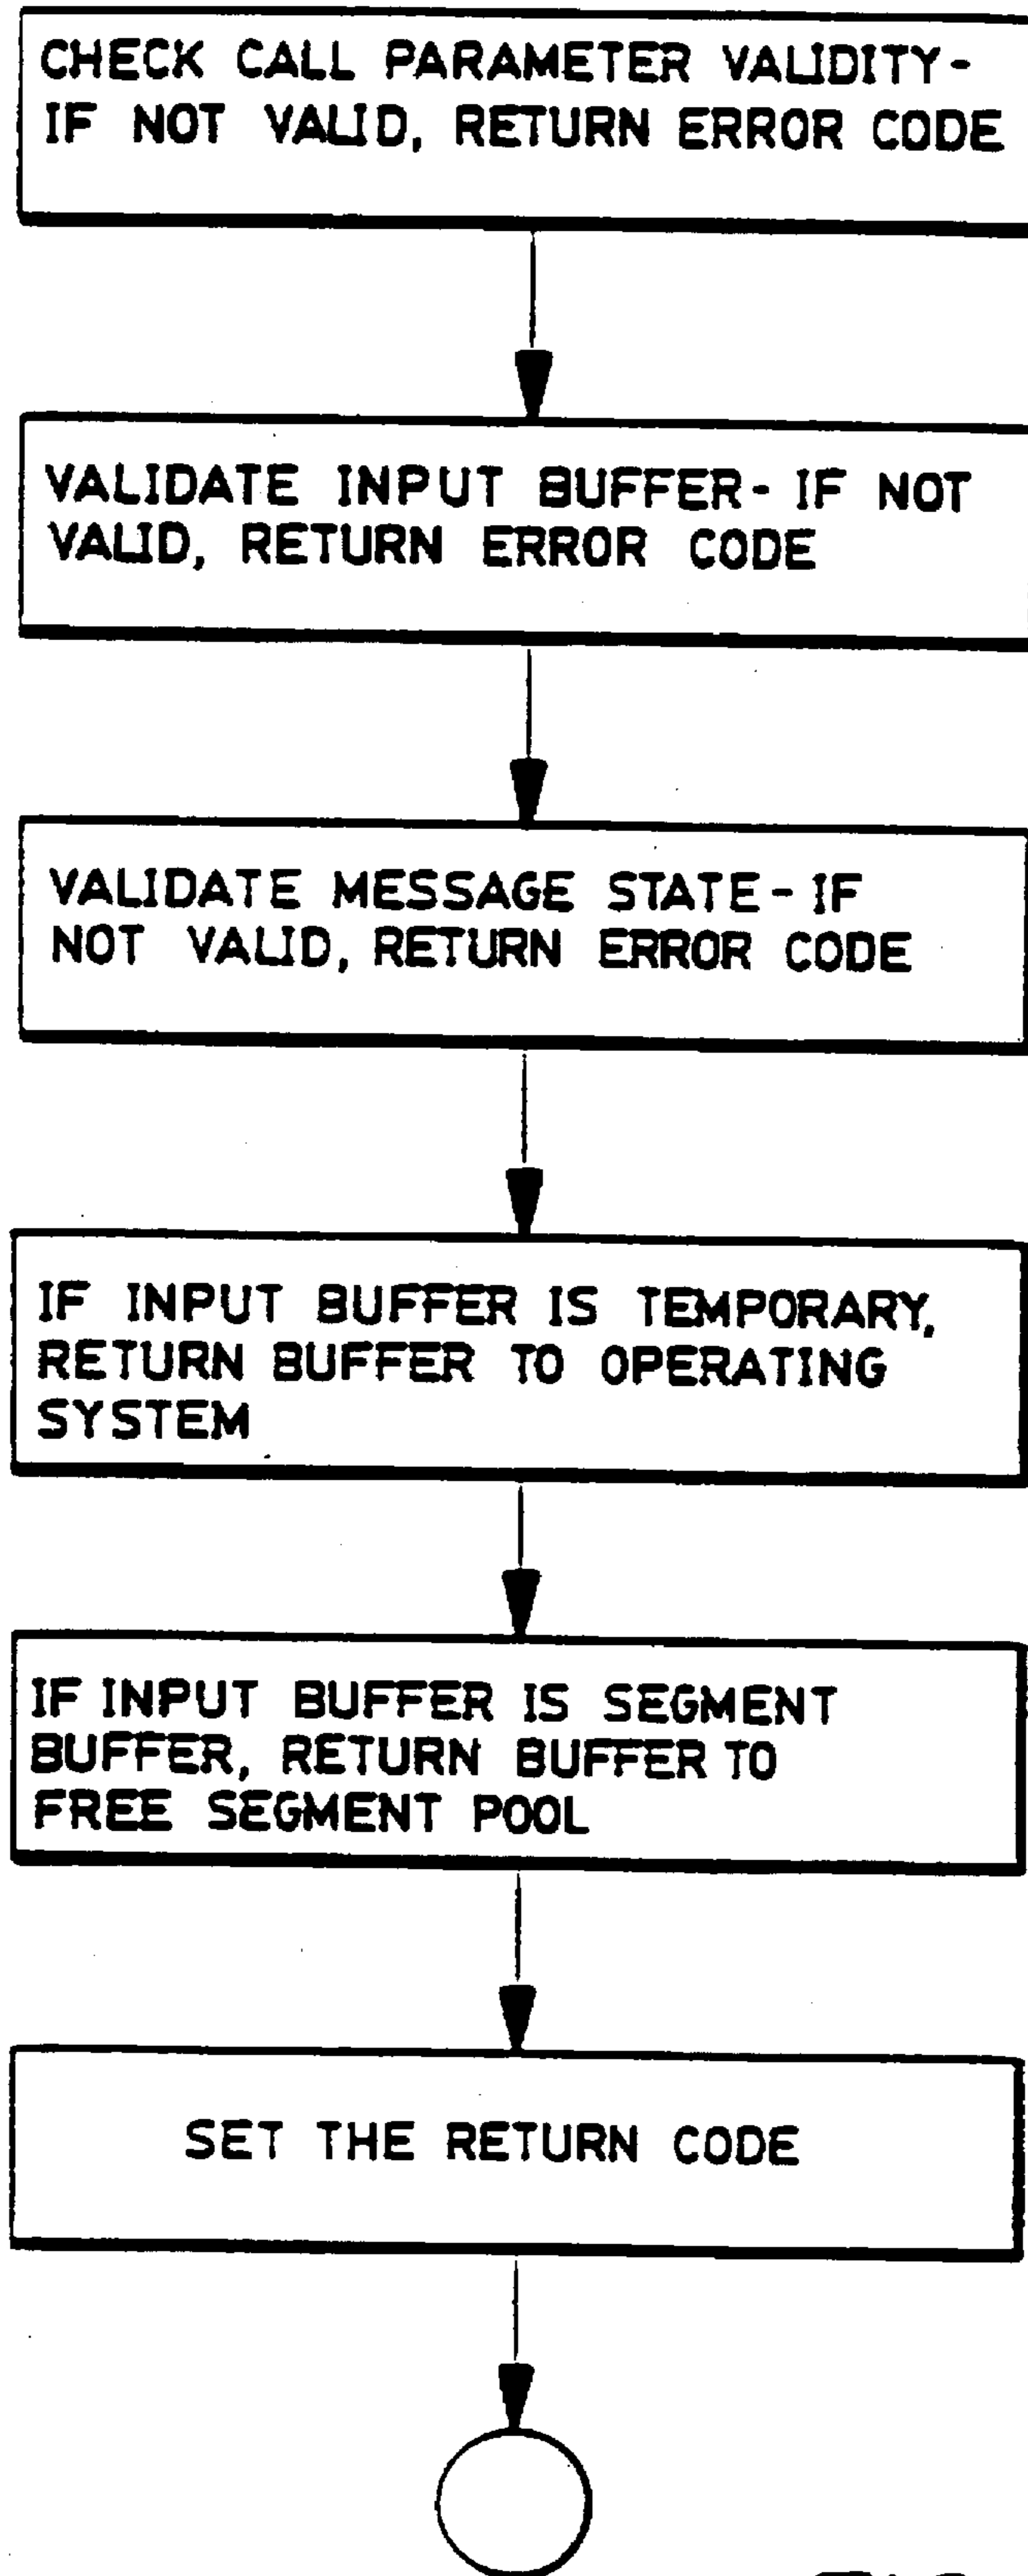 CHECK CALL PARAMETER VALIDITY-
IF NOT VALID, RETURN ERROR CODE
VALIDATE INPUT BUFFER- IF NOT
VALID, RETURN ERROR CODE
VALIDATE MESSAGE STATE-IF
NOT VALID, RETURN ERROR CODE
IF INPUT BUFFER IS TEMPORARY,
RETURN BUFFER TO OPERATING
SYSTEM
IF INPUT BUFFER IS SEGMENT
BUFFER, RETURN BUFFER TO
FREE SEGMENT POOL
SET THE RETURN CODE